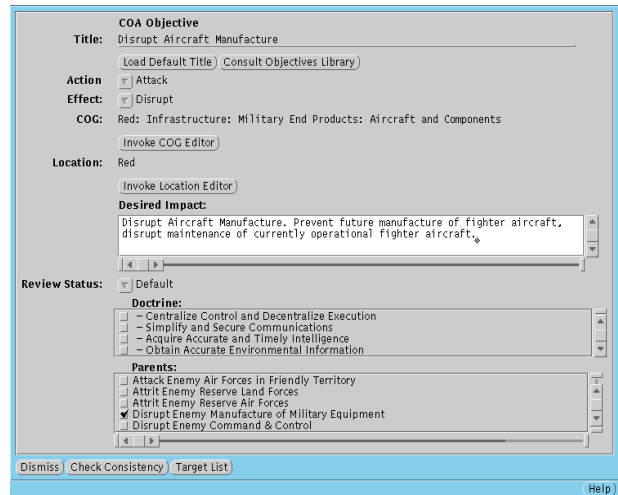 COA Objective
Title: Disrupt Aircraft Manufacture
Load Default Title Consult Objectives Library
Action Attack
Effect: Disrupt
COG: Red: Infrastructure: Military End Products: Aircraft and Components
Invoke COG Editor
Location: Red
Invoke Location Editor
Desired Impact:
Disrupt Aircraft Manufacture. Prevent future manufacture of fighter aircraft,
disrupt maintenance of currently operational fighter aircraft.
Review Status: Default
Doctrine:
– Centralize Control and Decentralize Execution
– Simplify and Secure Communications
– Acquire Accurate and Timely Intelligence
– Obtain Accurate Environmental Information
Parents:
Attack Enemy Air Forces in Friendly Territory
Attrit Enemy Reserve Land Forces
Attrit Enemy Reserve Air Forces
Disrupt Enemy Manufacture of Military Equipment
Disrupt Enemy Command & Control
Dismiss Check Consistency Target List
Help